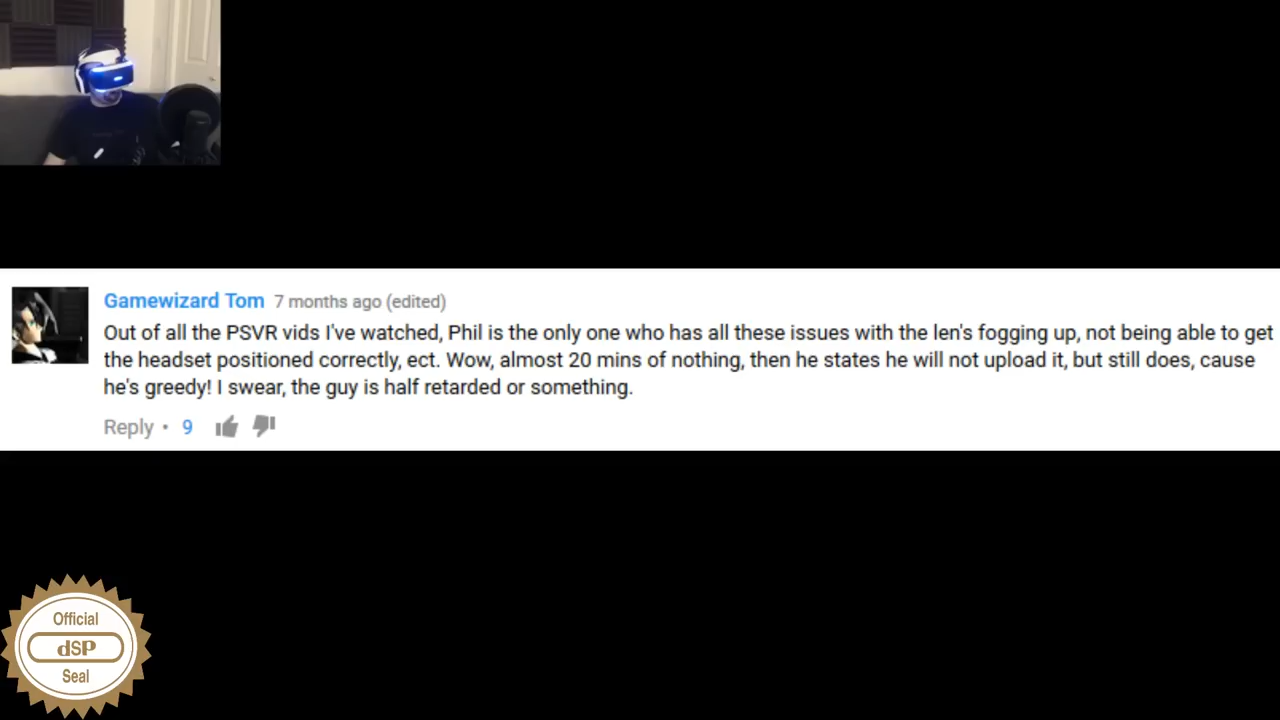 Gamewizard Tom 7 months ago (edited)
Out of all the PSVR vids I've watched, Phil is the only one who has all these issues with the len's fogging up, not being able to get
the headset positioned correctly, ect. Wow, almost 20 mins of nothing, then he states he will not upload it, but still does, cause
he's greedy! I swear, the guy is half retarded or something.
Reply • 9
Official
dSP
Seal